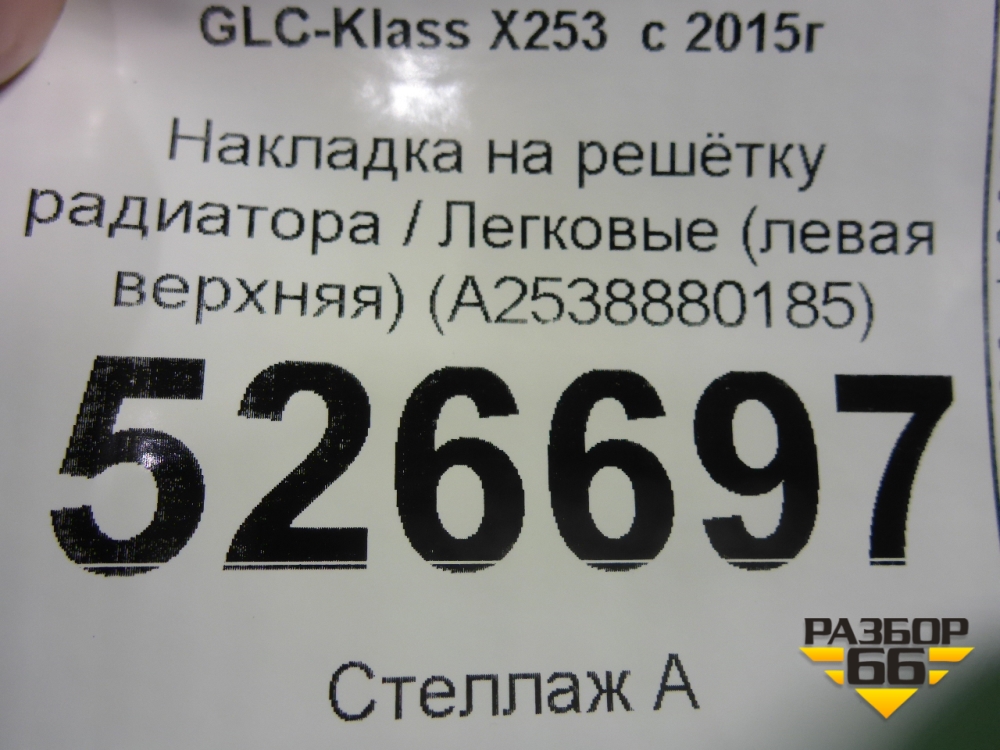 GLC-Klass X253 с 2015г
Накладка на решётку
радиатора / Легковые (левая
верхняя) (A2538880185)
526697
Стеллаж А
РАЗБОР
66